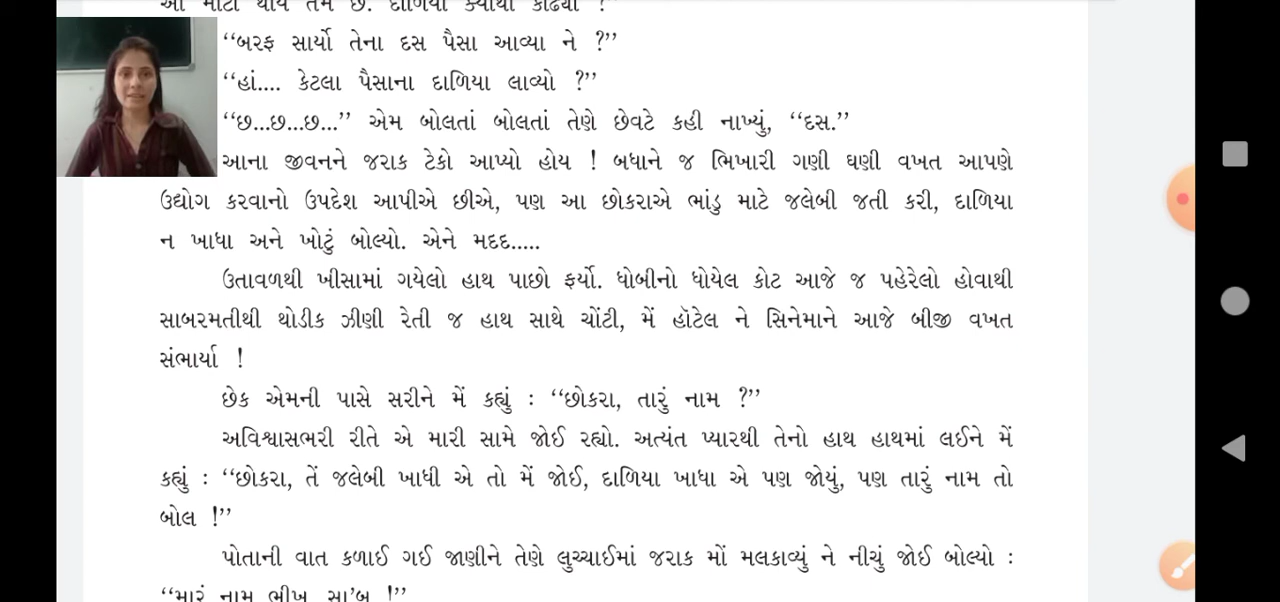 આ મોટો થાય તેમ છે. દાળિયા ક્યાંથી કાઢ્યા ?”
“બરફ સાર્યો તેના દસ પૈસા આવ્યા ને ?”
“હાં.... કેટલા પૈસાના દાળિયા લાવ્યો ?”
“છ...છ...છ...” એમ બોલતાં બોલતાં તેણે છેવટે કહી નાખ્યું, “દસ.”
આના જીવનને જરાક ટેકો આપ્યો હોય ! બધાને જ ભિખારી ગણી ઘણી વખત આપણે
ઉદ્યોગ કરવાનો ઉપદેશ આપીએ છીએ, પણ આ છોકરાએ ભાંડુ માટે જલેબી જતી કરી, દાળિયા
ન ખાધા અને ખોટું બોલ્યો. એને મદદ.....
ઉતાવળથી ખીસામાં ગયેલો હાથ પાછો ફર્યો. ધોબીનો ધોયેલ કોટ આજે જ પહેરેલો હોવાથી
સાબરમતીથી થોડીક ઝીણી રેતી જ હાથ સાથે ચોંટી, મેં હૉટેલ ને સિનેમાને આજે બીજી વખત
સંભાર્યા !
છેક એમની પાસે સરીને મેં કહ્યું : “છોકરા, તારું નામ ?”
અવિશ્વાસભરી રીતે એ મારી સામે જોઈ રહ્યો. અત્યંત પ્યારથી તેનો હાથ હાથમાં લઈને મેં
કહ્યું : “છોકરા, તેં જલેબી ખાધી એ તો મેં જોઈ, દાળિયા ખાધા એ પણ જોયું, પણ તારું નામ તો
બોલ !”
પોતાની વાત કળાઈ ગઈ જાણીને તેણે લુચ્ચાઈમાં જરાક મોં મલકાવ્યું ને નીચું જોઈ બોલ્યો :
“મારું નામ ભીખુ સા'બ !”